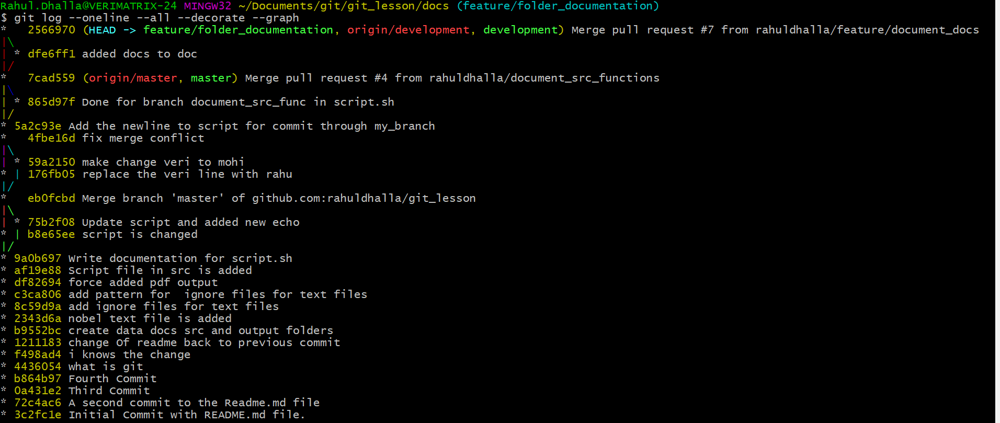 Rahul.Dhalla@VERIMATRIX-24 MINGW32 ~/Documents/git/git_lesson/docs (feature/folder_documentation)
$ git log --oneline --all --decorate --graph
*   2566970 (HEAD -> feature/folder_documentation, origin/development, development) Merge pull request #7 from rahuldhalla/feature/document_docs
|\
| * dfe6ff1 added docs to doc
|/
*   7cad559 (origin/master, master) Merge pull request #4 from rahuldhalla/document_src_functions
|\
| * 865d97f Done for branch document_src_func in script.sh
|/
* 5a2c93e Add the newline to script for commit through my_branch
*   4fbe16d fix merge conflict
|\
| * 59a2150 make change veri to mohi
* | 176fb05 replace the veri line with rahu
|/
*   eb0fcbd Merge branch 'master' of github.com:rahuldhalla/git_lesson
|\
| * 75b2f08 Update script and added new echo
* | b8e65ee script is changed
|/
* 9a0b697 Write documentation for script.sh
* af19e88 Script file in src is added
* df82694 force added pdf output
* c3ca806 add pattern for  ignore files for text files
* 8c59d9a add ignore files for text files
* 2343d6a nobel text file is added
* b9552bc create data docs src and output folders
* 1211183 change Of readme back to previous commit
* f498ad4 i knows the change
* 4436054 what is git
* b864b97 Fourth Commit
* 0a431e2 Third Commit
* 72c4ac6 A second commit to the Readme.md file
* 3c2fc1e Initial Commit with README.md file.